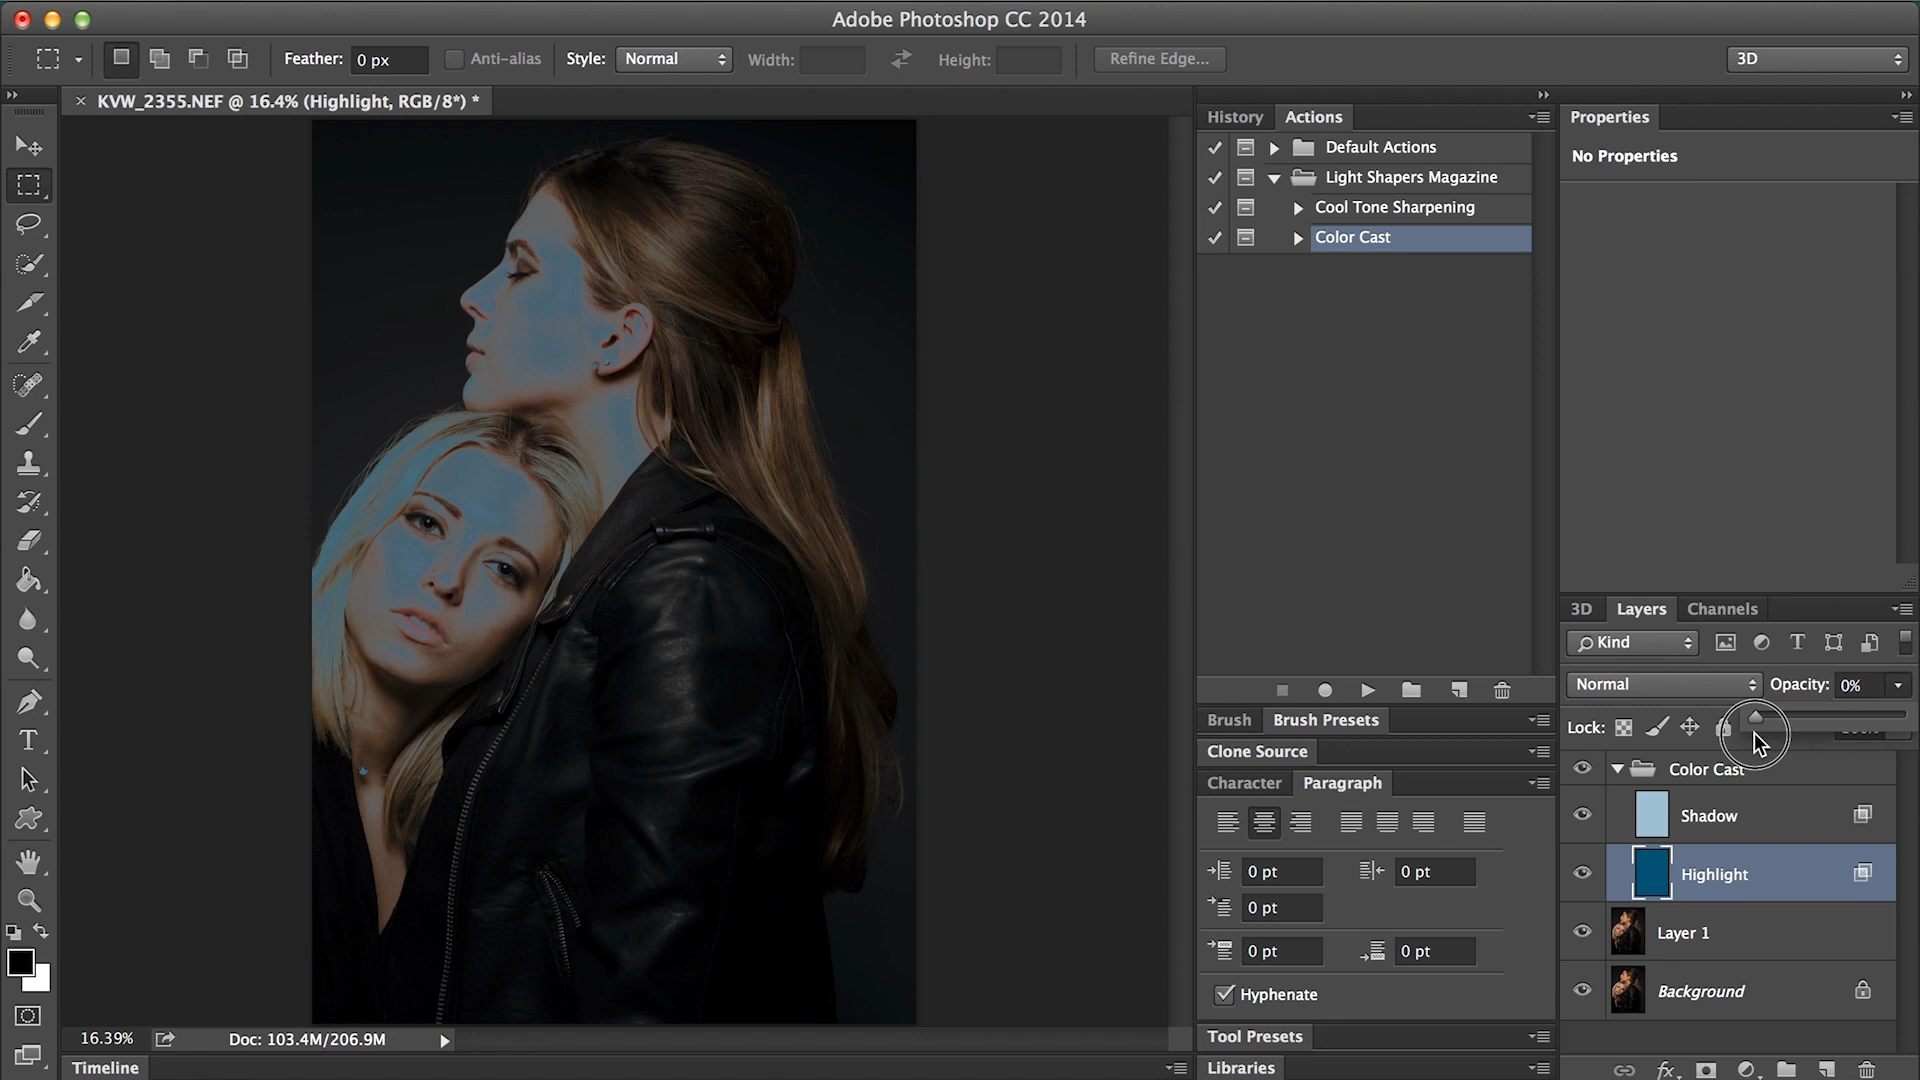 Adobe Photoshop CC 2014
Feather: 0 px Anti-alias Style: Normal Width: Height: Refine Edge... 3D
× KVW_2355.NEF @ 16.4% (Highlight, RGB/8*) *
History Actions
Default Actions
Light Shapers Magazine
Cool Tone Sharpening
Color Cast
Properties
No Properties
3D Layers Channels
Kind
Normal Opacity: 0%
Lock:
Color Cast
Shadow
Highlight
Layer 1
Background
Brush Brush Presets
Clone Source
Character Paragraph
0 pt 0 pt
0 pt
0 pt 0 pt
Hyphenate
Tool Presets
Libraries
16.39% Doc: 103.4M/206.9M
Timeline